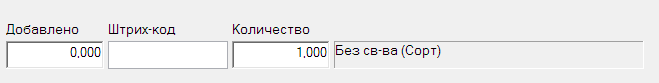 Добавлено Штрих-код Количество
0,000 1,000 Без св-ва (Сорт)